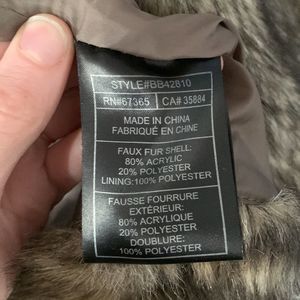 STYLE#BB42810
RN#67365 CA# 35884
MADE IN CHINA
FABRIQUÉ EN CHINE
FAUX FUR SHELL:
80% ACRYLIC
20% POLYESTER
LINING:100% POLYESTER
FAUSSE FOURRURE
EXTÉRIEUR:
80% ACRYLIQUE
20% POLYESTER
DOUBLURE:
100% POLYESTER